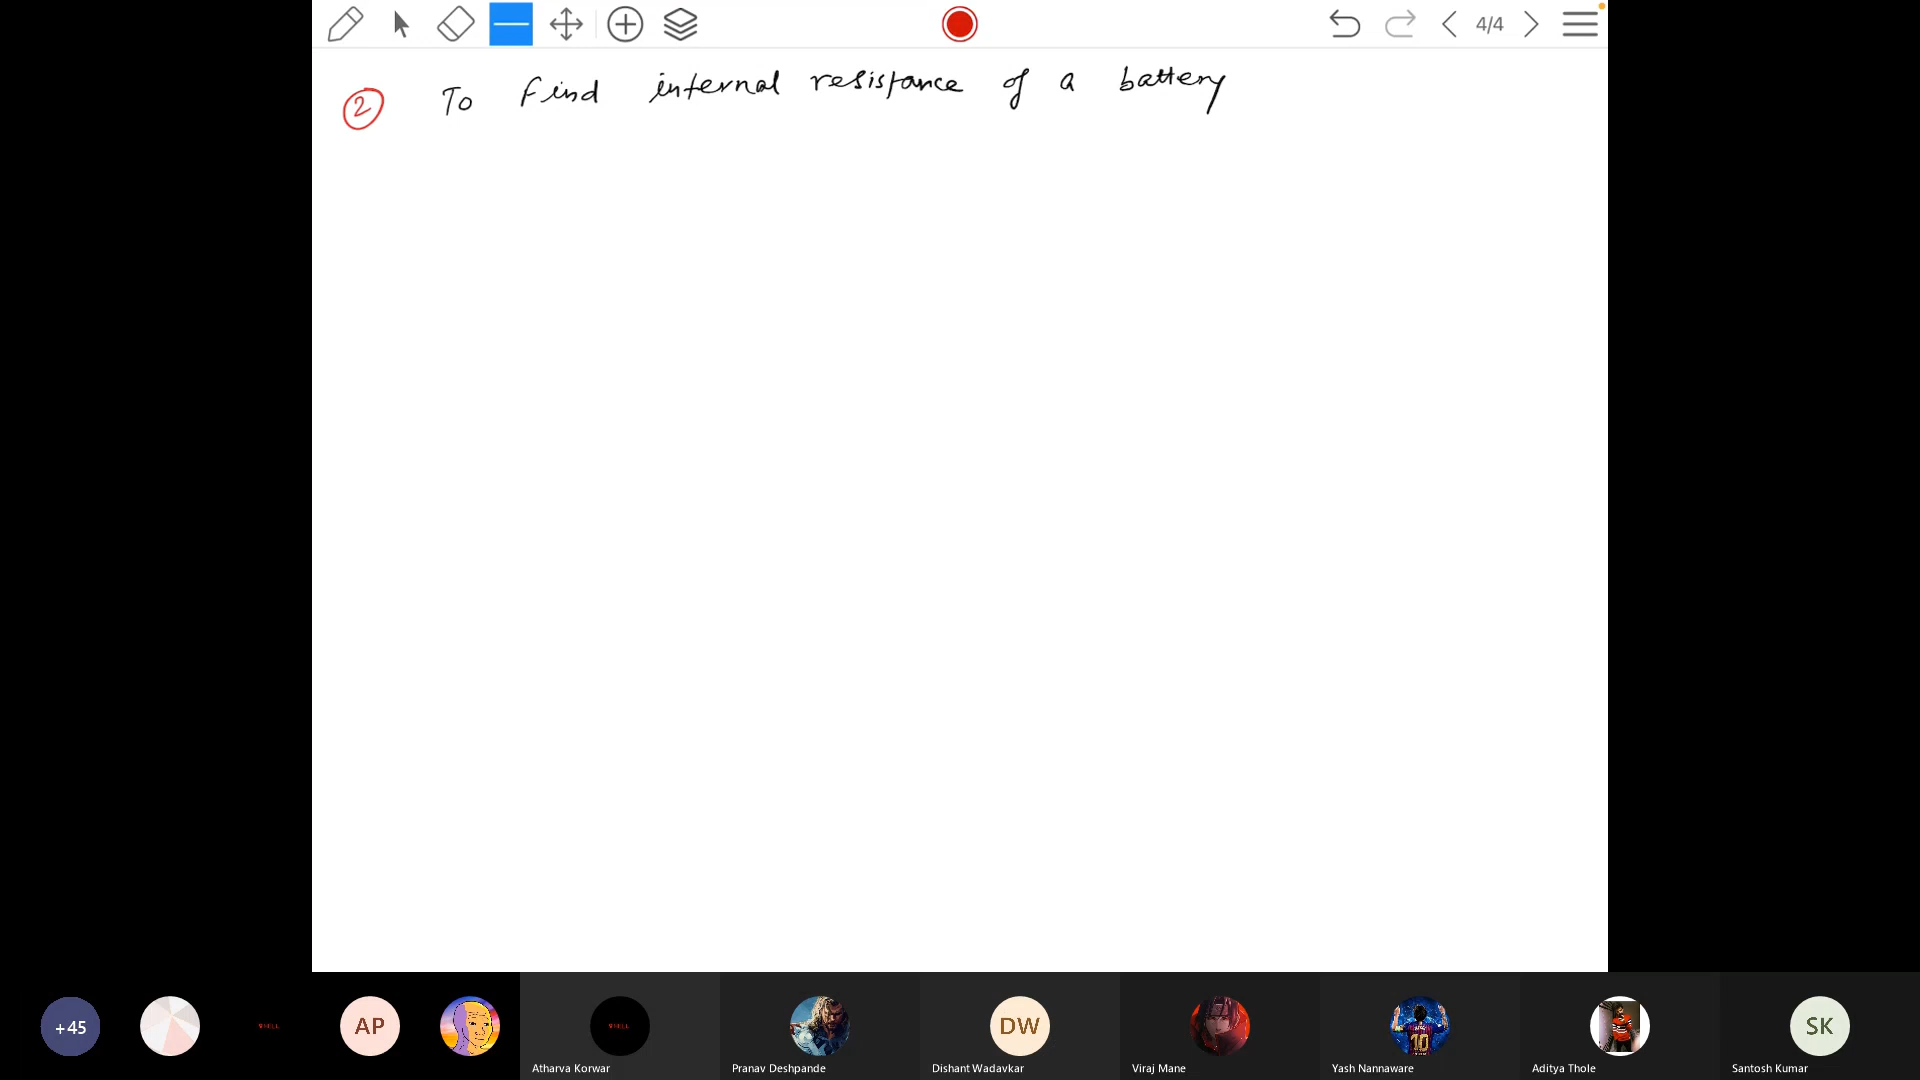 4/4
2 To find internal resistance of a battery
+45
AP
DW
10
SK
Atharva Korwar
Pranav Deshpande
Dishant Wadavkar
Viraj Mane
Yash Nannaware
Aditya Thole
Santosh Kumar